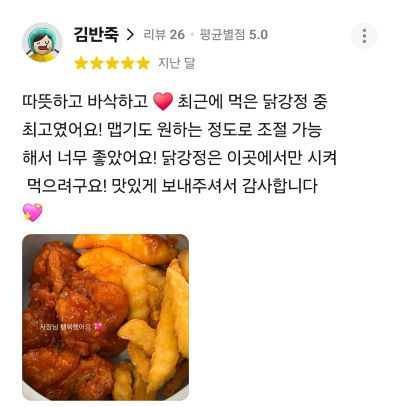 김반죽 > 리뷰 26 · 평균별점 5.0
지난 달
따뜻하고 바삭하고 ❤️ 최근에 먹은 닭강정 중
최고였어요! 맵기도 원하는 정도로 조절 가능
해서 너무 좋았어요! 닭강정은 이곳에서만 시켜
먹으려구요! 맛있게 보내주셔서 감사합니다
💖
사장님 행복했어요 💖